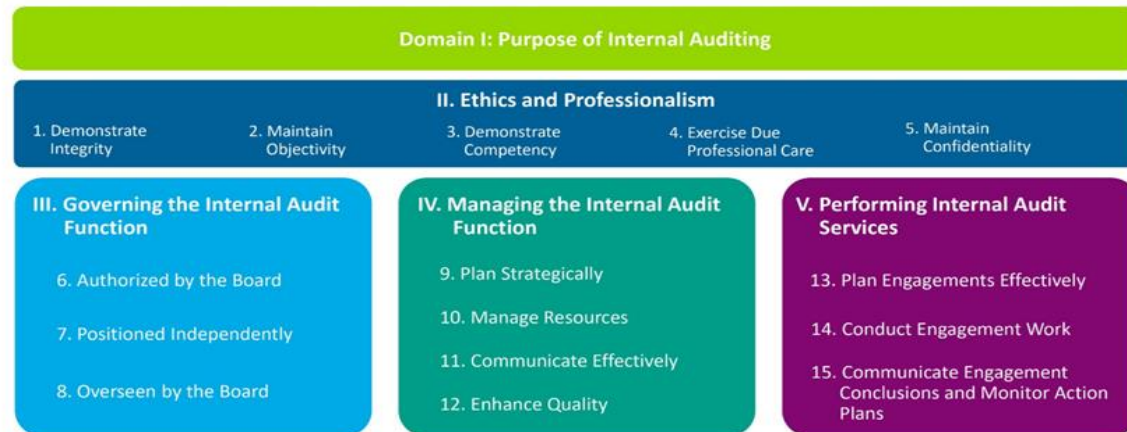 Domain I: Purpose of Internal Auditing
II. Ethics and Professionalism
1. Demonstrate
Integrity
2. Maintain
Objectivity
3. Demonstrate
Competency
4. Exercise Due
Professional Care
5. Maintain
Confidentiality
III. Governing the Internal Audit
Function
6. Authorized by the Board
7. Positioned Independently
8. Overseen by the Board
IV. Managing the Internal Audit
Function
9. Plan Strategically
10. Manage Resources
11. Communicate Effectively
12. Enhance Quality
V. Performing Internal Audit
Services
13. Plan Engagements Effectively
14. Conduct Engagement Work
15. Communicate Engagement
Conclusions and Monitor Action
Plans